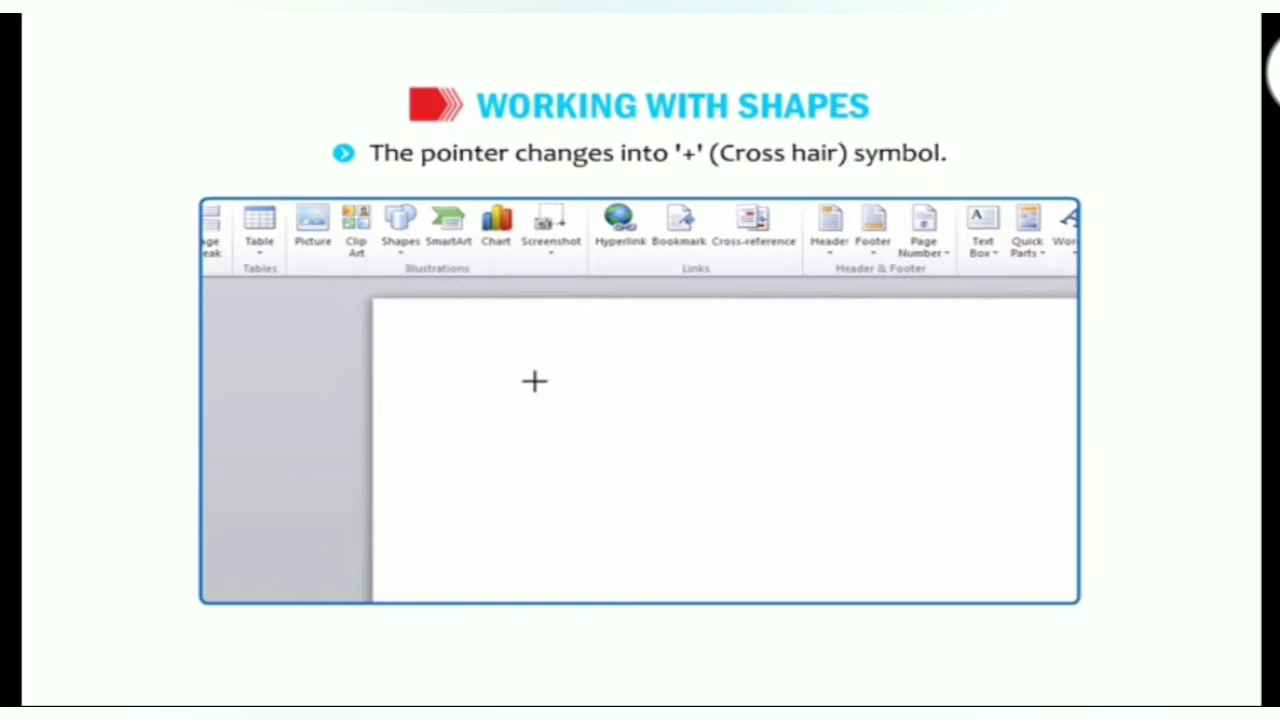 WORKING WITH SHAPES
The pointer changes into '+' (Cross hair) symbol.
Table Picture Clip Shapes SmartArt Chart Screenshot Hyperlink Bookmark Cross-reference Header Footer Page Text Quick
eak Art Number Box Parts
Tables Illustrations Links Header & Footer